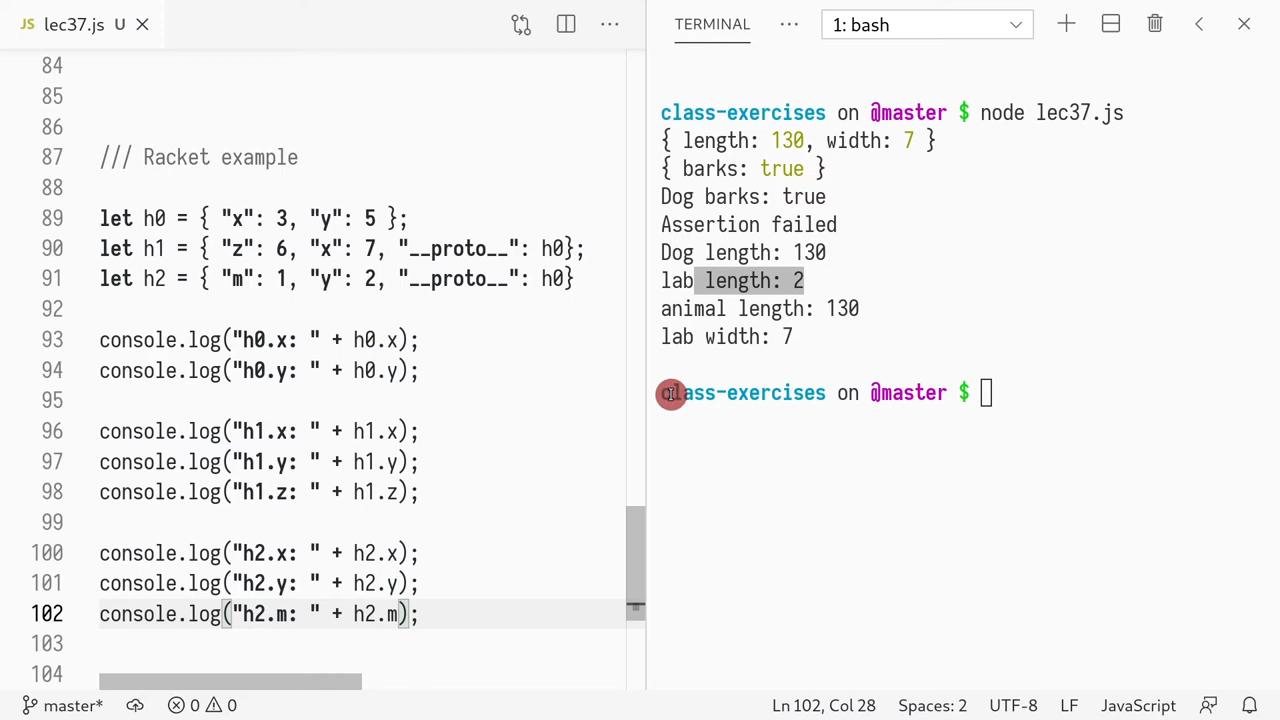 JS lec37.js U
84
85
86
87 /// Racket example
88
89 let h0 = { "x": 3, "y": 5 };
90 let h1 = { "z": 6, "x": 7, "__proto__": h0};
91 let h2 = { "m": 1, "y": 2, "__proto__": h0}
92
93 console.log("h0.x: " + h0.x);
94 console.log("h0.y: " + h0.y);
95
96 console.log("h1.x: " + h1.x);
97 console.log("h1.y: " + h1.y);
98 console.log("h1.z: " + h1.z);
99
100 console.log("h2.x: " + h2.x);
101 console.log("h2.y: " + h2.y);
102 console.log("h2.m: " + h2.m);
103
104
TERMINAL ··· 1: bash
class-exercises on @master $ node lec37.js
{ length: 130, width: 7 }
{ barks: true }
Dog barks: true
Assertion failed
Dog length: 130
lab length: 2
animal length: 130
lab width: 7
class-exercises on @master $
master* 0 0 Ln 102, Col 28 Spaces: 2 UTF-8 LF JavaScript